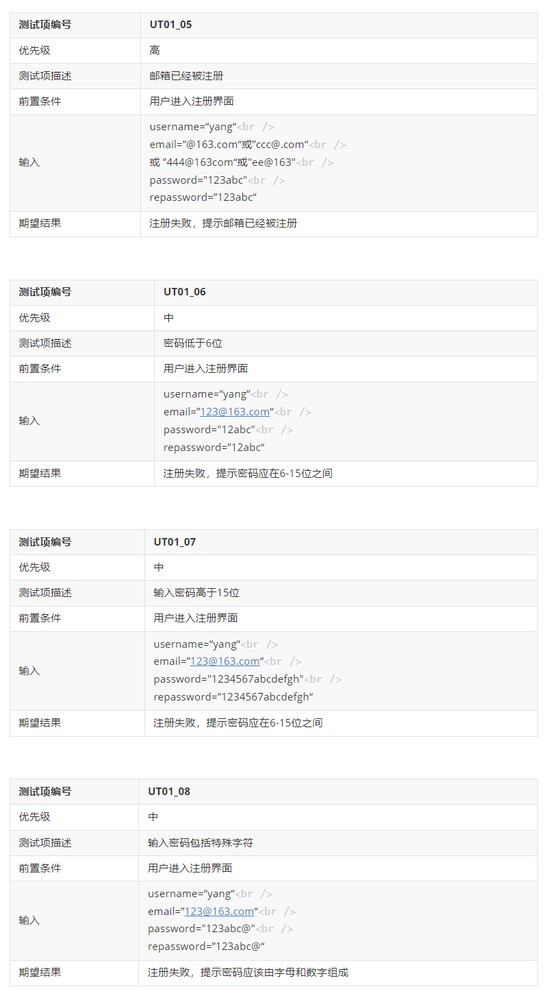 测试项编号 UT01_05
优先级 高
测试项描述 邮箱已经被注册
前置条件 用户进入注册界面
输入
username=“yang“<br />
email=”@163.com“或”ccc@.com“<br />
或 ”444@163com“或"ee@163"<br />
password="123abc"<br />
repassword=”123abc“
期望结果 注册失败，提示邮箱已经被注册
测试项编号 UT01_06
优先级 中
测试项描述 密码低于6位
前置条件 用户进入注册界面
输入
username=“yang“<br />
email=”123@163.com“<br />
password="12abc"<br />
repassword=”12abc“
期望结果 注册失败，提示密码应在6-15位之间
测试项编号 UT01_07
优先级 中
测试项描述 输入密码高于15位
前置条件 用户进入注册界面
输入
username=“yang“<br />
email=”123@163.com“<br />
password="1234567abcdefgh"<br />
repassword=”1234567abcdefgh“
期望结果 注册失败，提示密码应在6-15位之间
测试项编号 UT01_08
优先级 中
测试项描述 输入密码包括特殊字符
前置条件 用户进入注册界面
输入
username=“yang“<br />
email=”123@163.com“<br />
password="123abc@"<br />
repassword=”123abc@“
期望结果 注册失败，提示密码应该由字母和数字组成